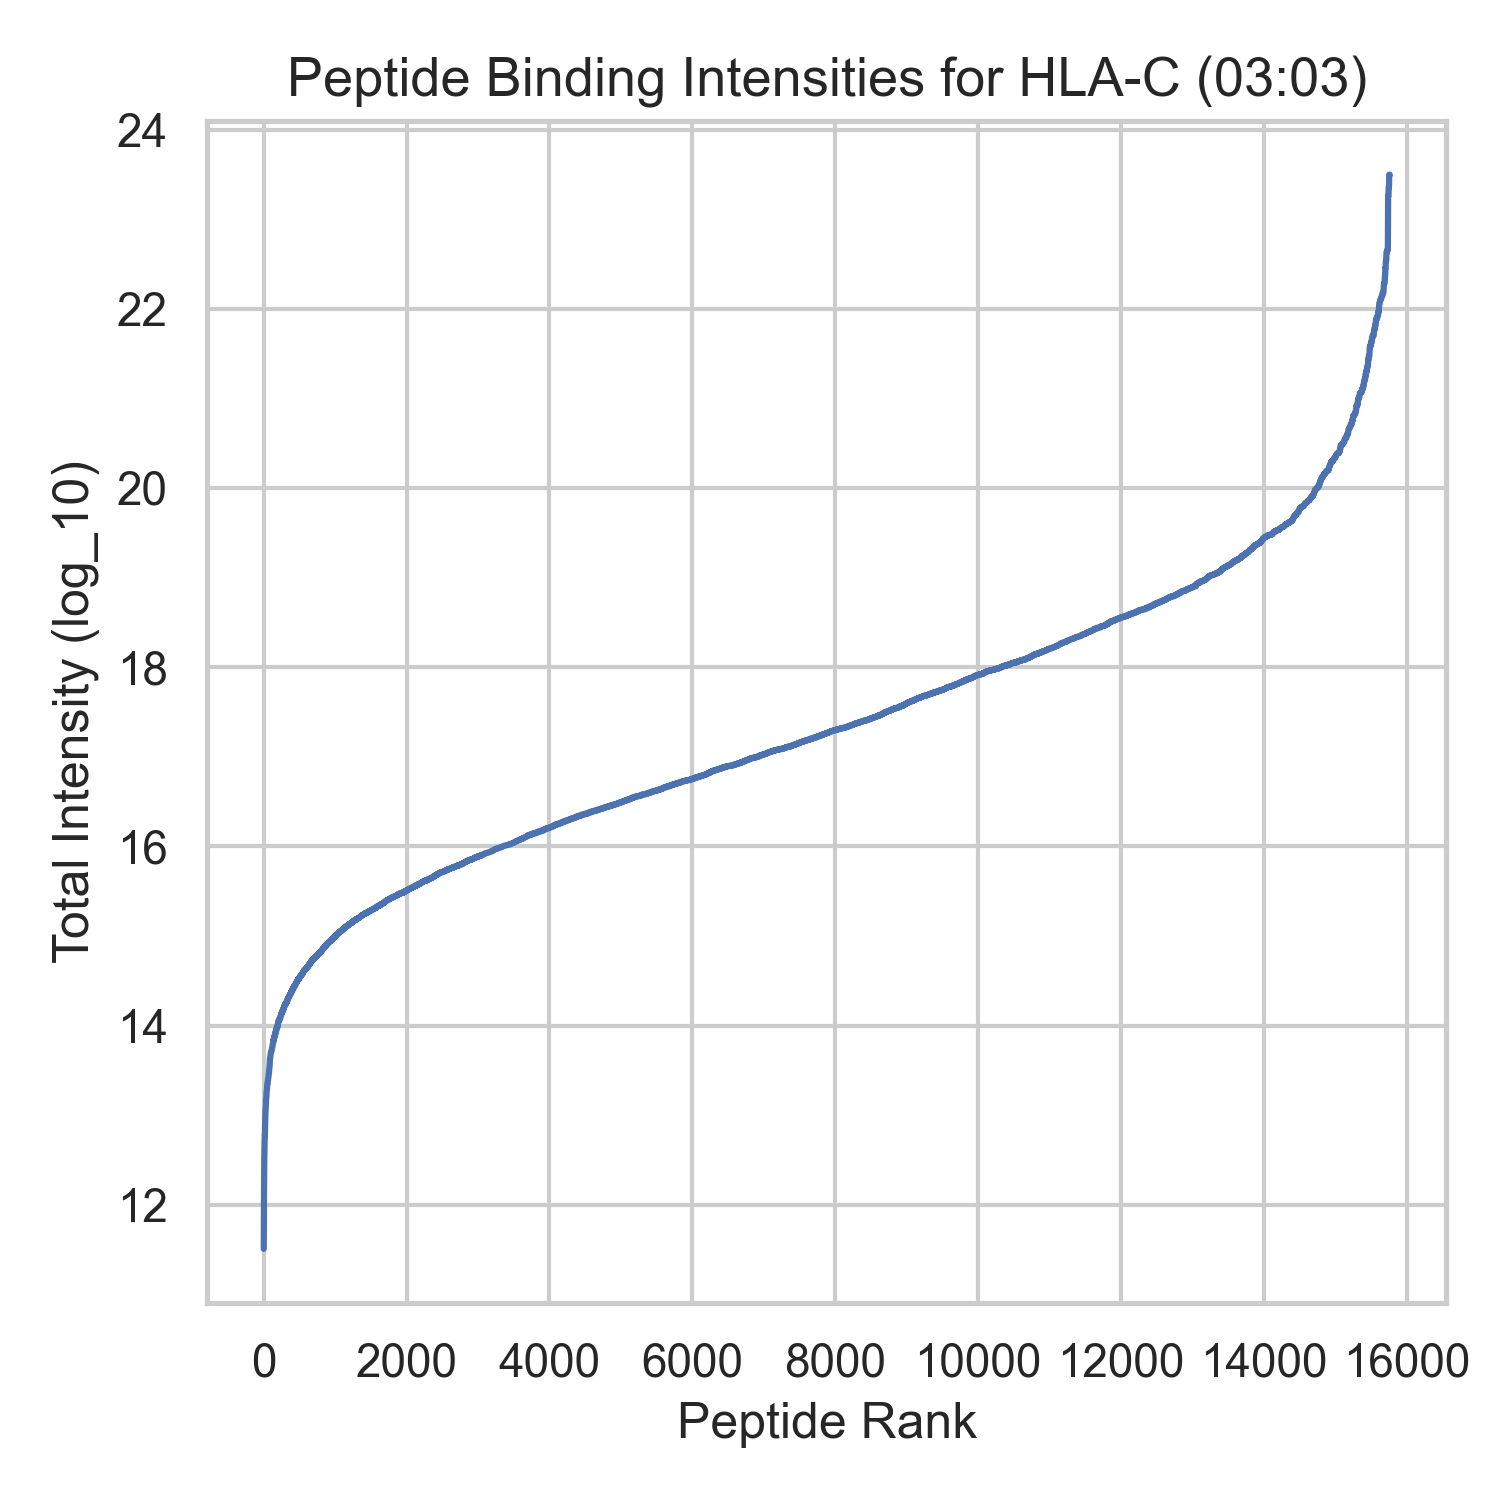 Peptide Binding Intensities for HLA-C (03:03)
24
22
20
18
16
14
12
Total Intensity (log_10)
0 2000 4000 6000 8000 10000 12000 14000 16000
Peptide Rank